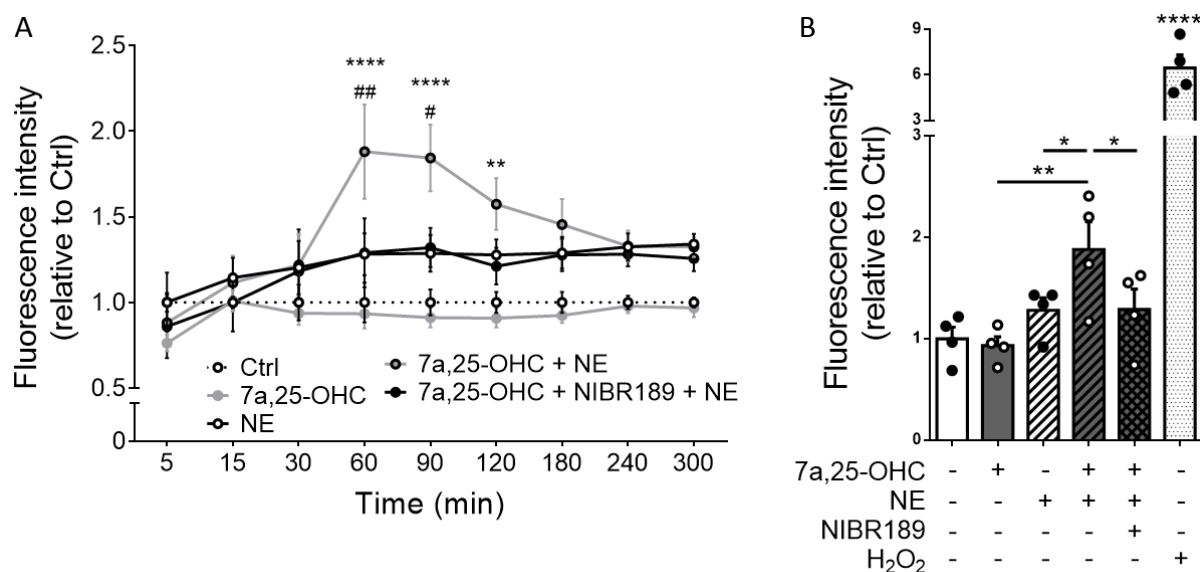 A
Fluorescence intensity
(relative to Ctrl)
2.5
2.0
1.5
1.0
0.5
0
****
##
****
#
**
Ctrl
7a,25-OHC
NE
7a,25-OHC + NE
7a,25-OHC + NIBR189 + NE
5 15 30 60 90 120 180 240 300
Time (min)
B
Fluorescence intensity
(relative to Ctrl)
9
6
3
3
2
1
0
****
* *
**
7a,25-OHC - + - + + -
NE - - + + + -
NIBR189 - - - - + -
H₂O₂ - - - - - +